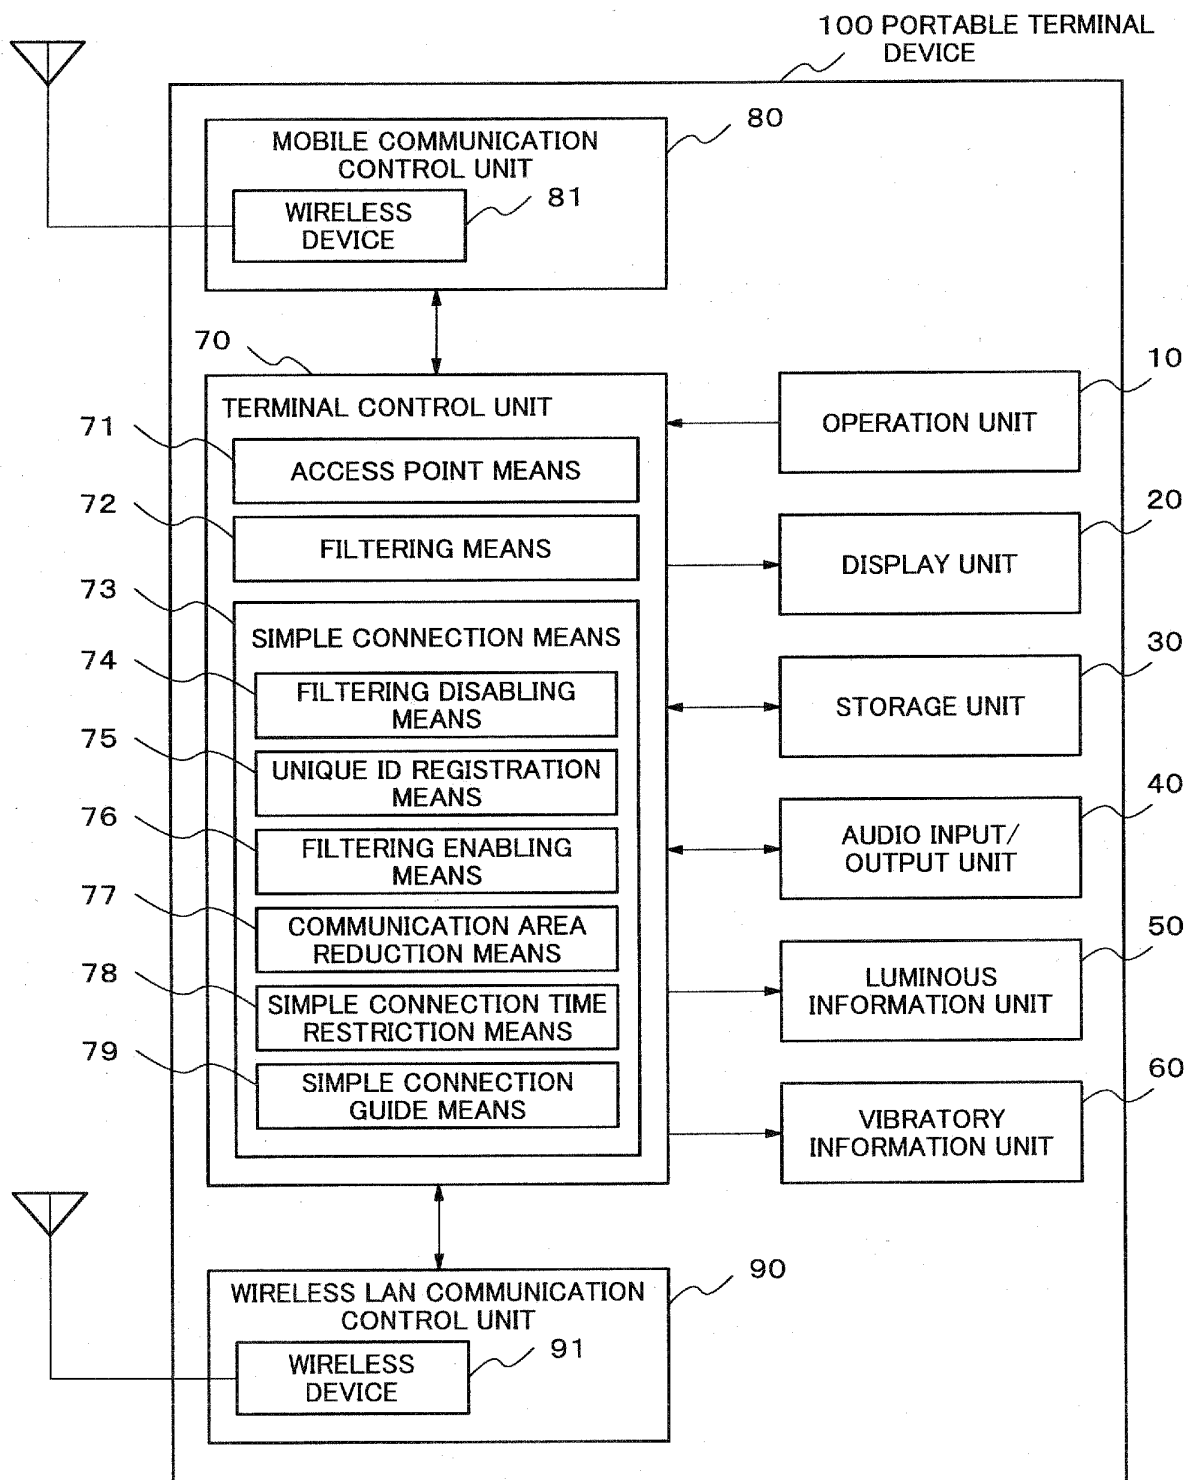 100 PORTABLE TERMINAL
DEVICE
80
MOBILE COMMUNICATION
CONTROL UNIT
81
WIRELESS
DEVICE
70
TERMINAL CONTROL UNIT
71
ACCESS POINT MEANS
72
FILTERING MEANS
73
SIMPLE CONNECTION MEANS
74
FILTERING DISABLING
MEANS
75
UNIQUE ID REGISTRATION
MEANS
76
FILTERING ENABLING
MEANS
77
COMMUNICATION AREA
REDUCTION MEANS
78
SIMPLE CONNECTION TIME
RESTRICTION MEANS
79
SIMPLE CONNECTION
GUIDE MEANS
10
OPERATION UNIT
20
DISPLAY UNIT
30
STORAGE UNIT
40
AUDIO INPUT/
OUTPUT UNIT
50
LUMINOUS
INFORMATION UNIT
60
VIBRATORY
INFORMATION UNIT
90
WIRELESS LAN COMMUNICATION
CONTROL UNIT
91
WIRELESS
DEVICE